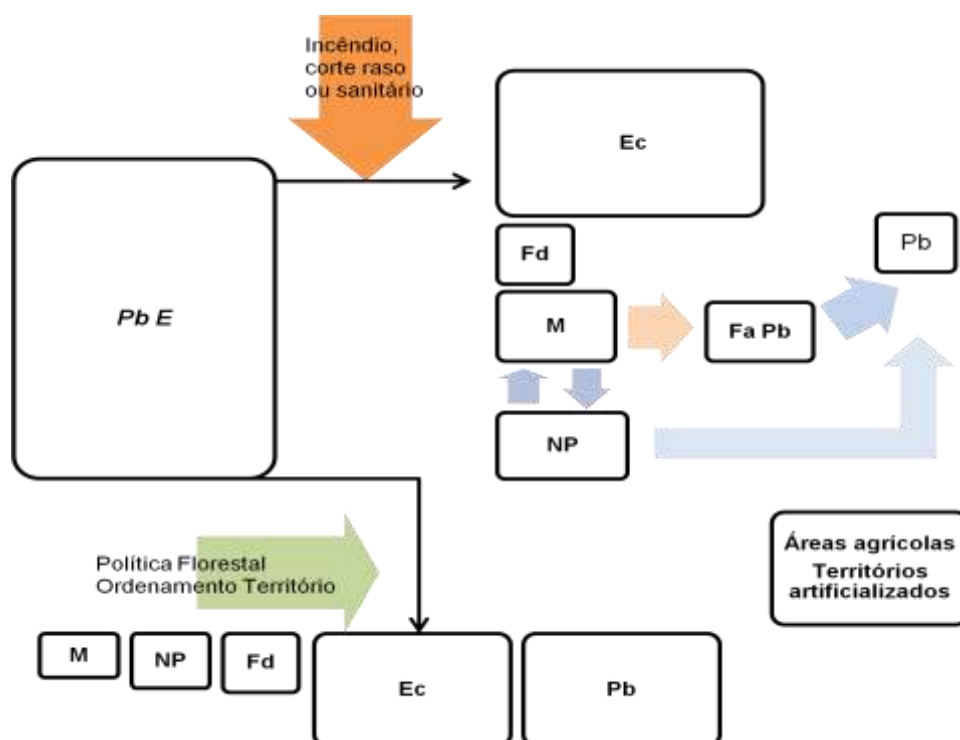 Incêndio,
corte raso
ou sanitário
Ec
Pb E
Fd
Pb
M
Fa Pb
NP
Áreas agrícolas
Territórios
artificializados
Política Florestal
Ordenamento Território
M
NP
Fd
Ec
Pb